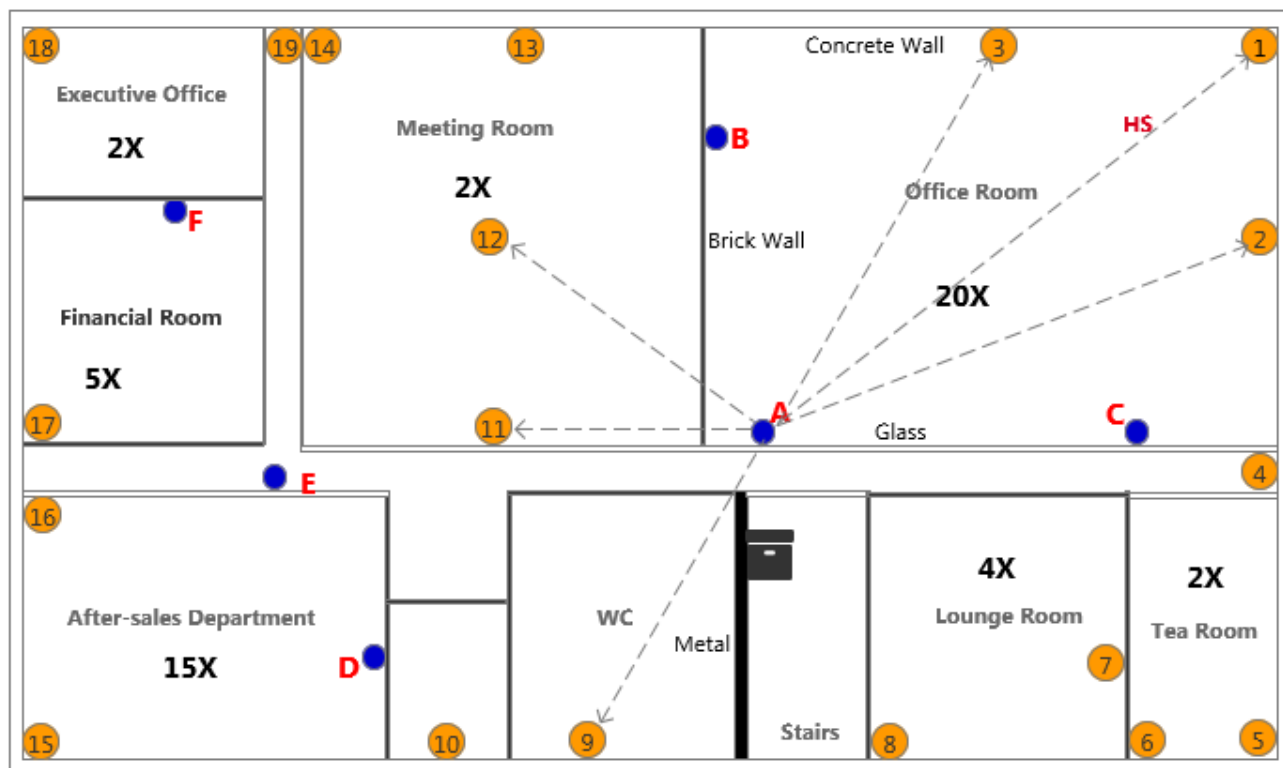 18
19
14
13
Concrete Wall
3
1
Executive Office
2X
Meeting Room
2X
B
HS
Office Room
F
12
Brick Wall
2
20X
Financial Room
5X
17
11
A
Glass
C
E
4
16
After-sales Department
15X
D
WC
Metal
4X
Lounge Room
7
2X
Tea Room
15
10
9
Stairs
8
6
5